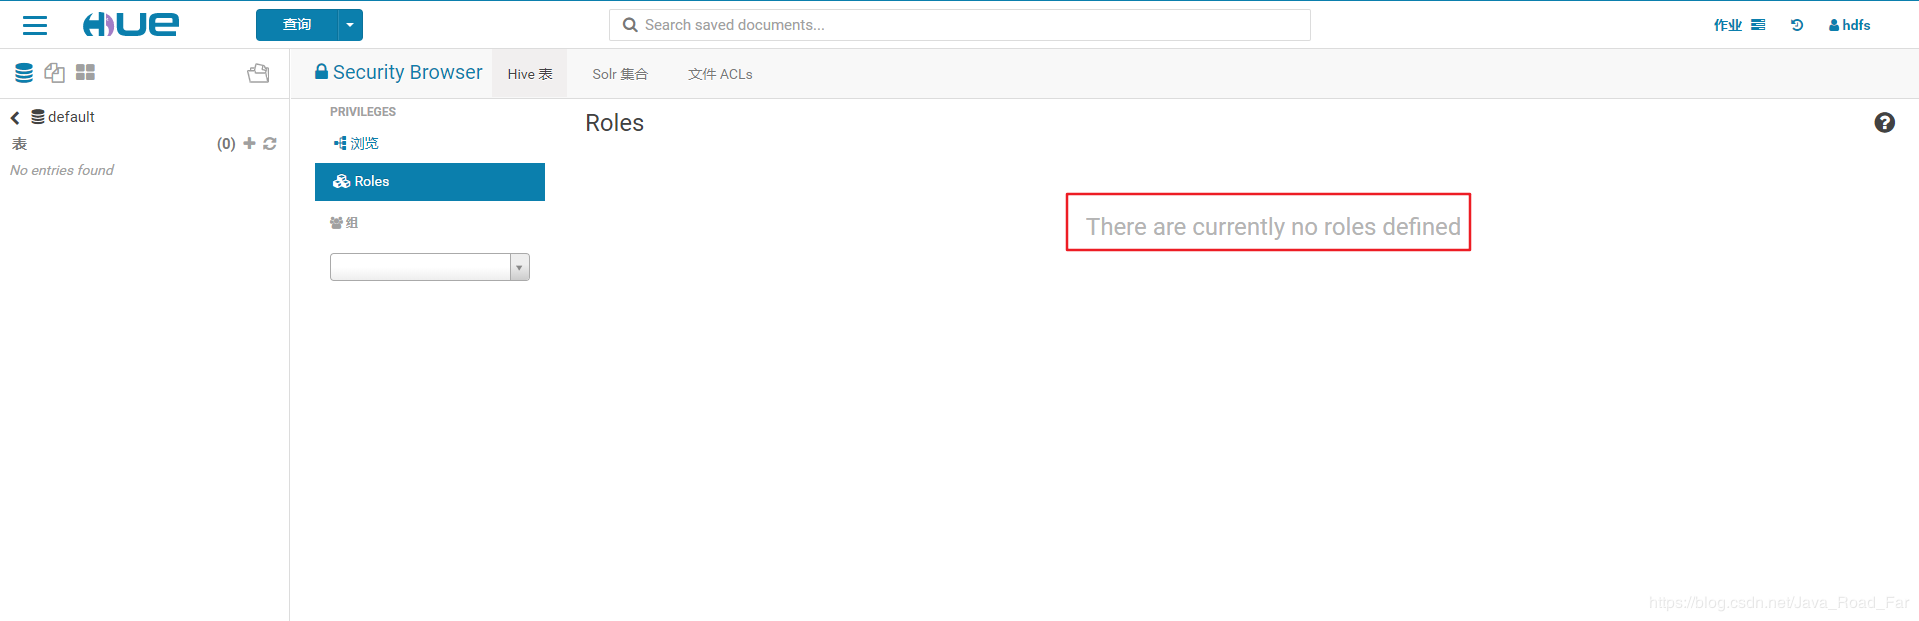 HUE
查询
Search saved documents...
作业
hdfs
Security Browser
Hive 表
Solr 集合
文件 ACLs
default
表
(0)
No entries found
PRIVILEGES
浏览
Roles
组
Roles
There are currently no roles defined
https://blog.csdn.net/Java_Road_Far